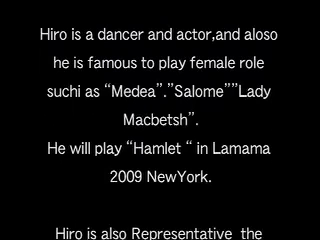 Hiro is a dancer and actor,and aloso
he is famous to play female role
suchi as “Medea”.”Salome””Lady
Macbetsh”.
He will play “Hamlet “ in Lamama
2009 NewYork.
Hiro is also Representative the